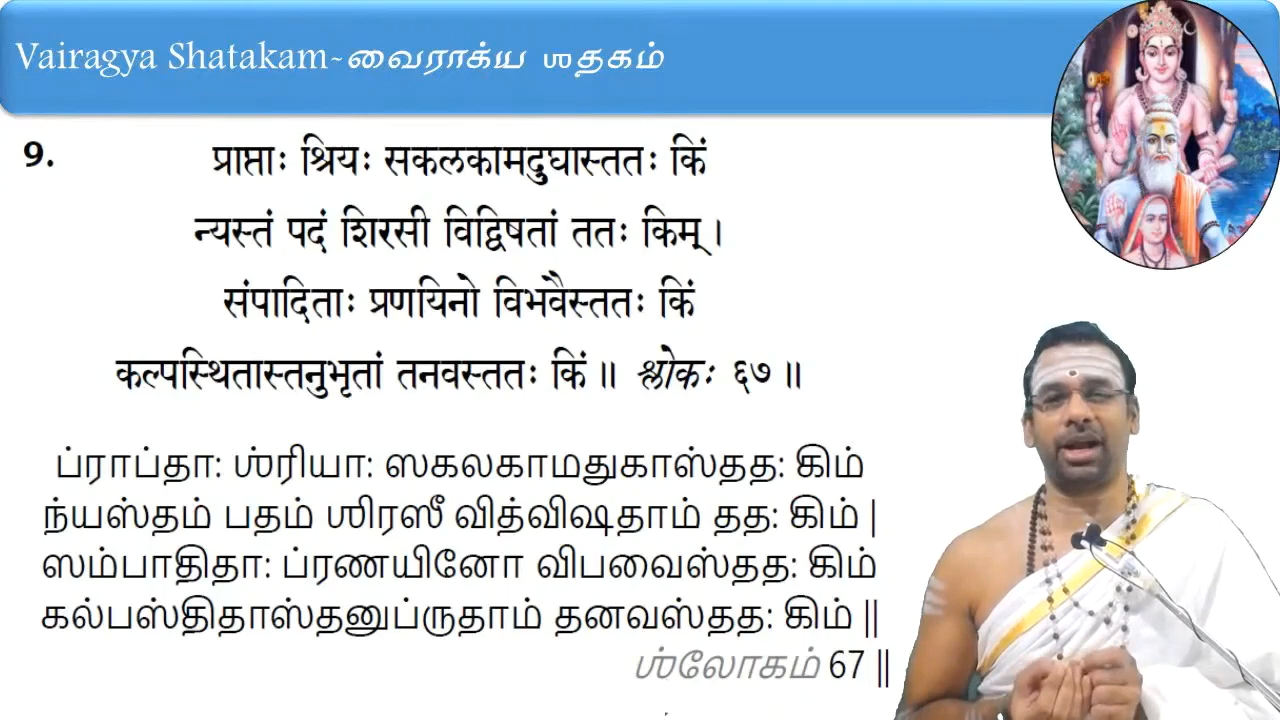 Vairagya Shatakam-வைராக்ய ஶதகம்
9. प्राप्ताः श्रियः सकलकामदुघास्ततः किं
न्यस्तं पदं शिरसी विद्विषतां ततः किम् ।
संपादिताः प्रणयिनो विभवैस्ततः किं
कल्पस्थितास्तनुभृतां तनवस्ततः किं ॥ श्लोकः ६७ ॥
ப்ராப்தா: ஶ்ரியா: ஸகலகாமதுகாஸ்தத: கிம்
ந்யஸ்தம் பதம் ஶிரஸீ வித்விஷதாம் தத: கிம் |
ஸம்பாதிதா: ப்ரணயினோ விபவைஸ்தத: கிம்
கல்பஸ்திதாஸ்தனுப்ருதாம் தனவஸ்தத: கிம் ||
ஶ்லோகம் 67 ||